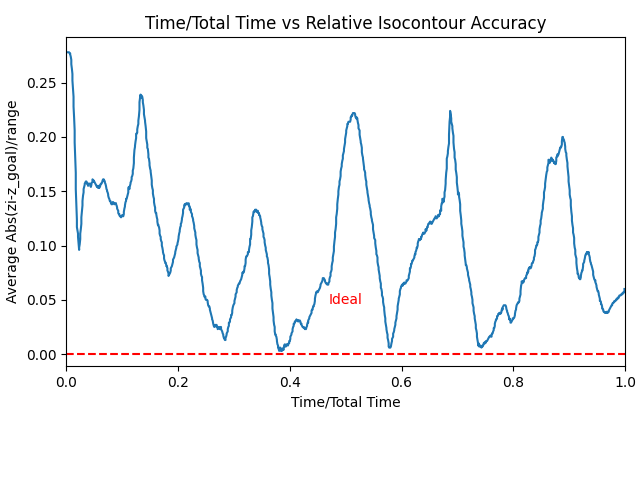 Time/Total Time vs Relative Isocontour Accuracy
Average Abs(zi-z_goal)/range
0.25
0.20
0.15
0.10
0.05
0.00
Ideal
0.0 0.2 0.4 0.6 0.8 1.0
Time/Total Time